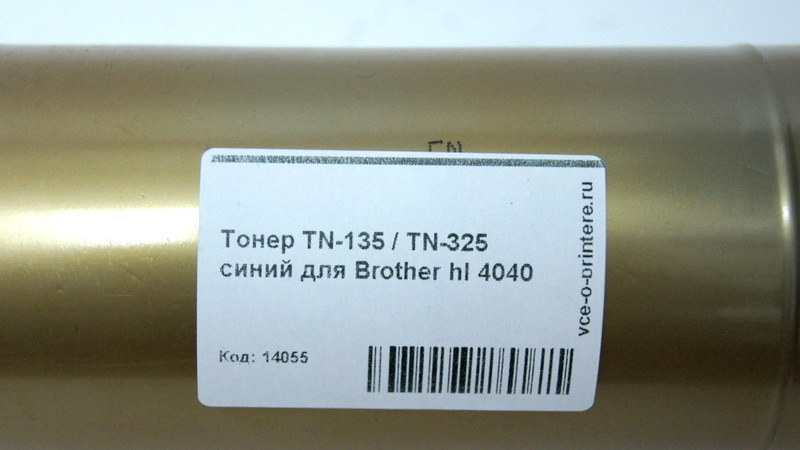 Тонер TN-135 / TN-325
синий для Brother hl 4040
Код: 14055
vce-o-printere.ru